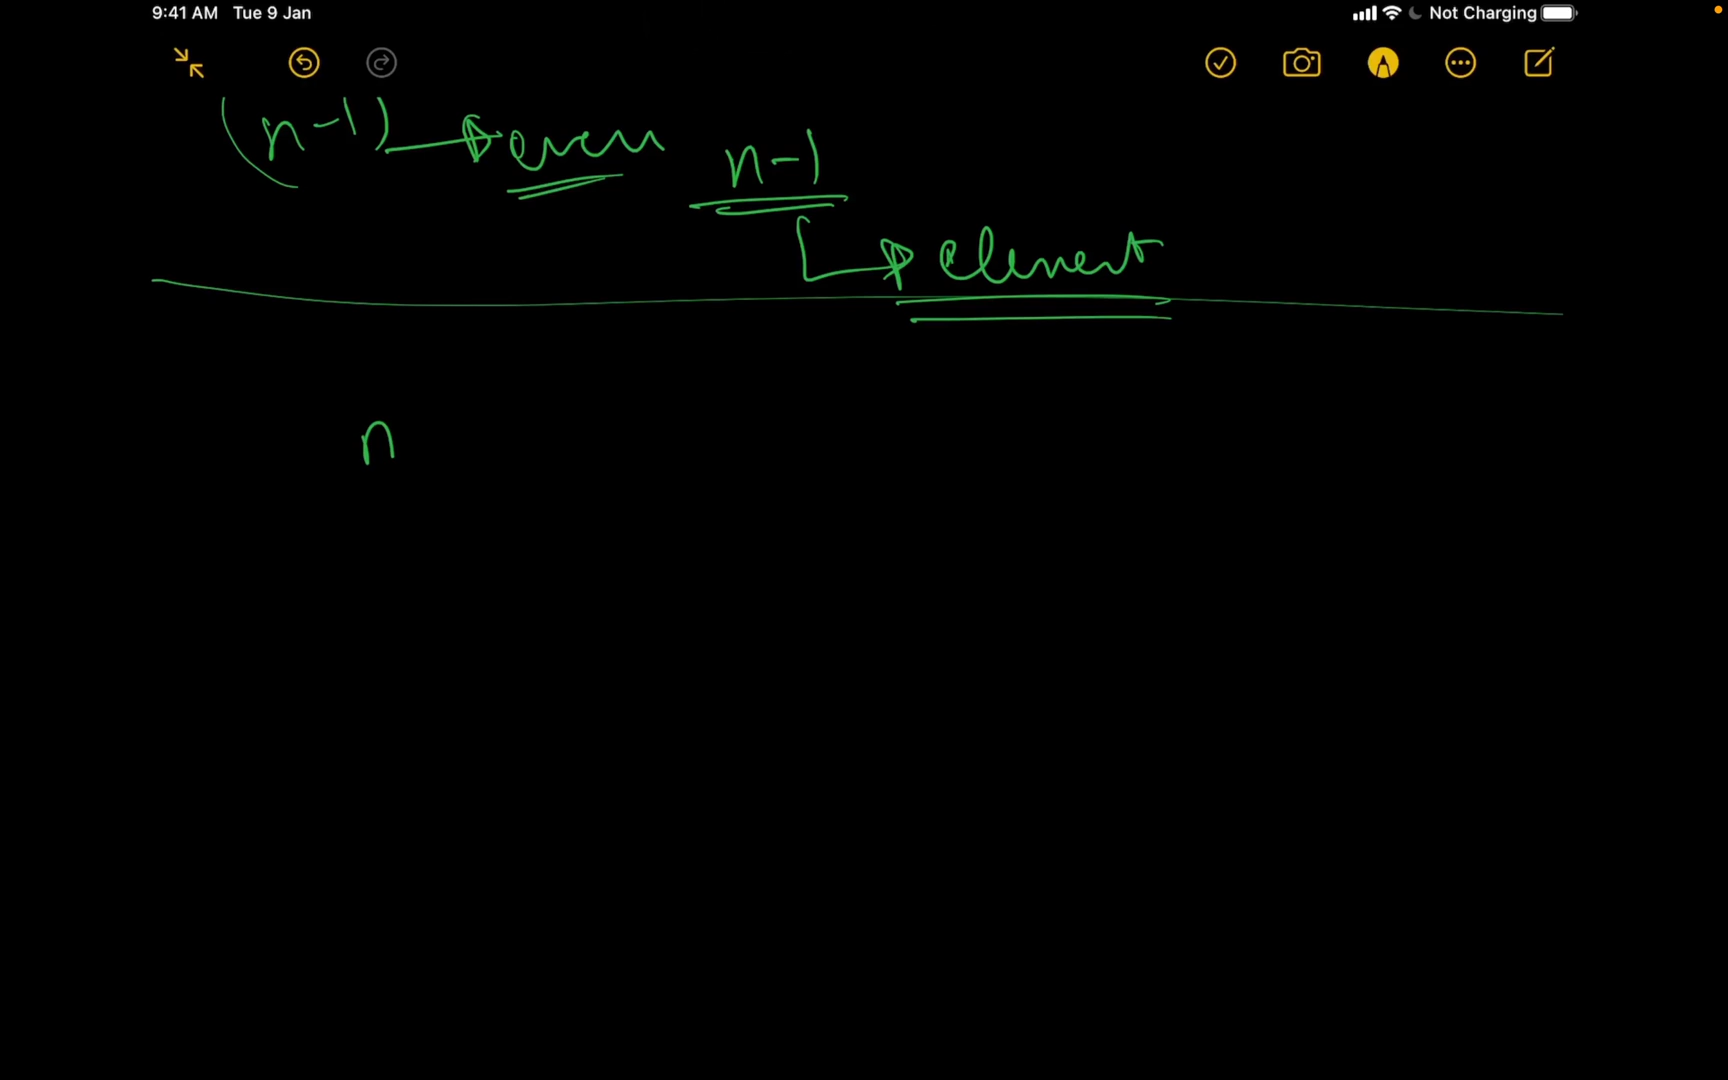 9:41 AM Tue 9 Jan Not Charging
(n-1) → even
n-1
→ element
n